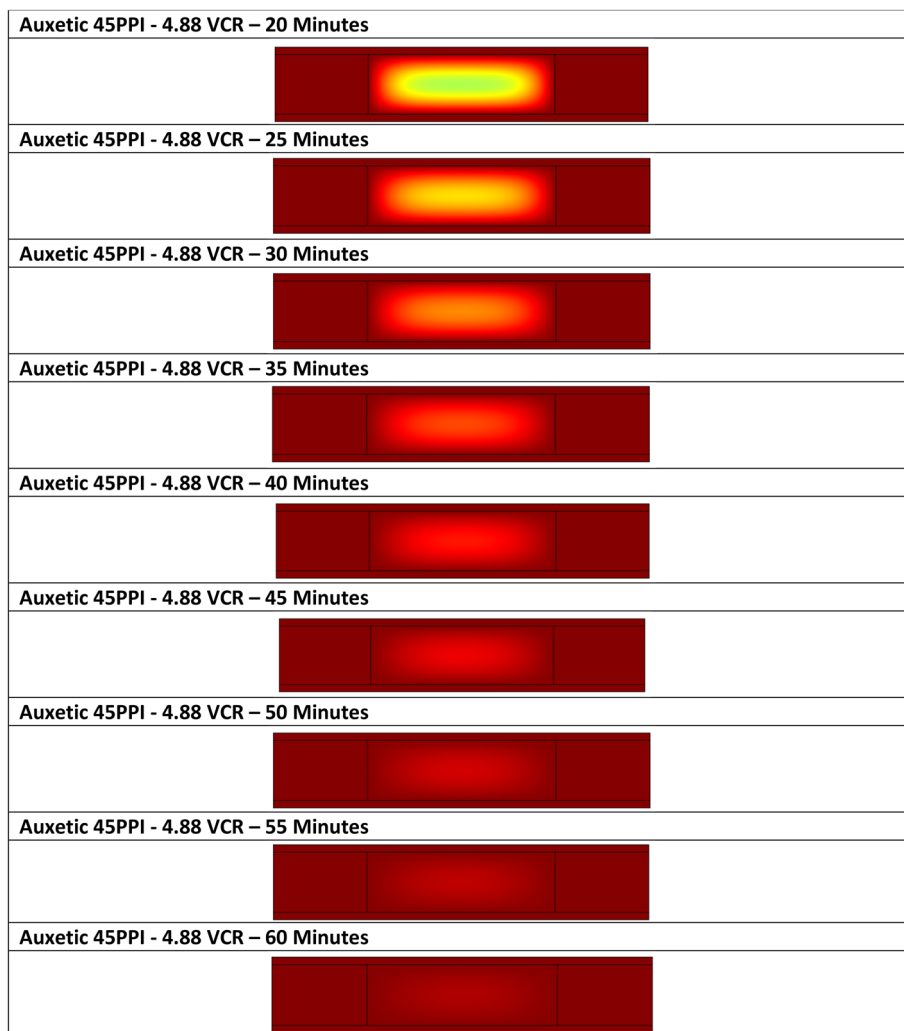 Auxetic 45PPI - 4.88 VCR – 20 Minutes
Auxetic 45PPI - 4.88 VCR – 25 Minutes
Auxetic 45PPI - 4.88 VCR – 30 Minutes
Auxetic 45PPI - 4.88 VCR – 35 Minutes
Auxetic 45PPI - 4.88 VCR – 40 Minutes
Auxetic 45PPI - 4.88 VCR – 45 Minutes
Auxetic 45PPI - 4.88 VCR – 50 Minutes
Auxetic 45PPI - 4.88 VCR – 55 Minutes
Auxetic 45PPI - 4.88 VCR – 60 Minutes